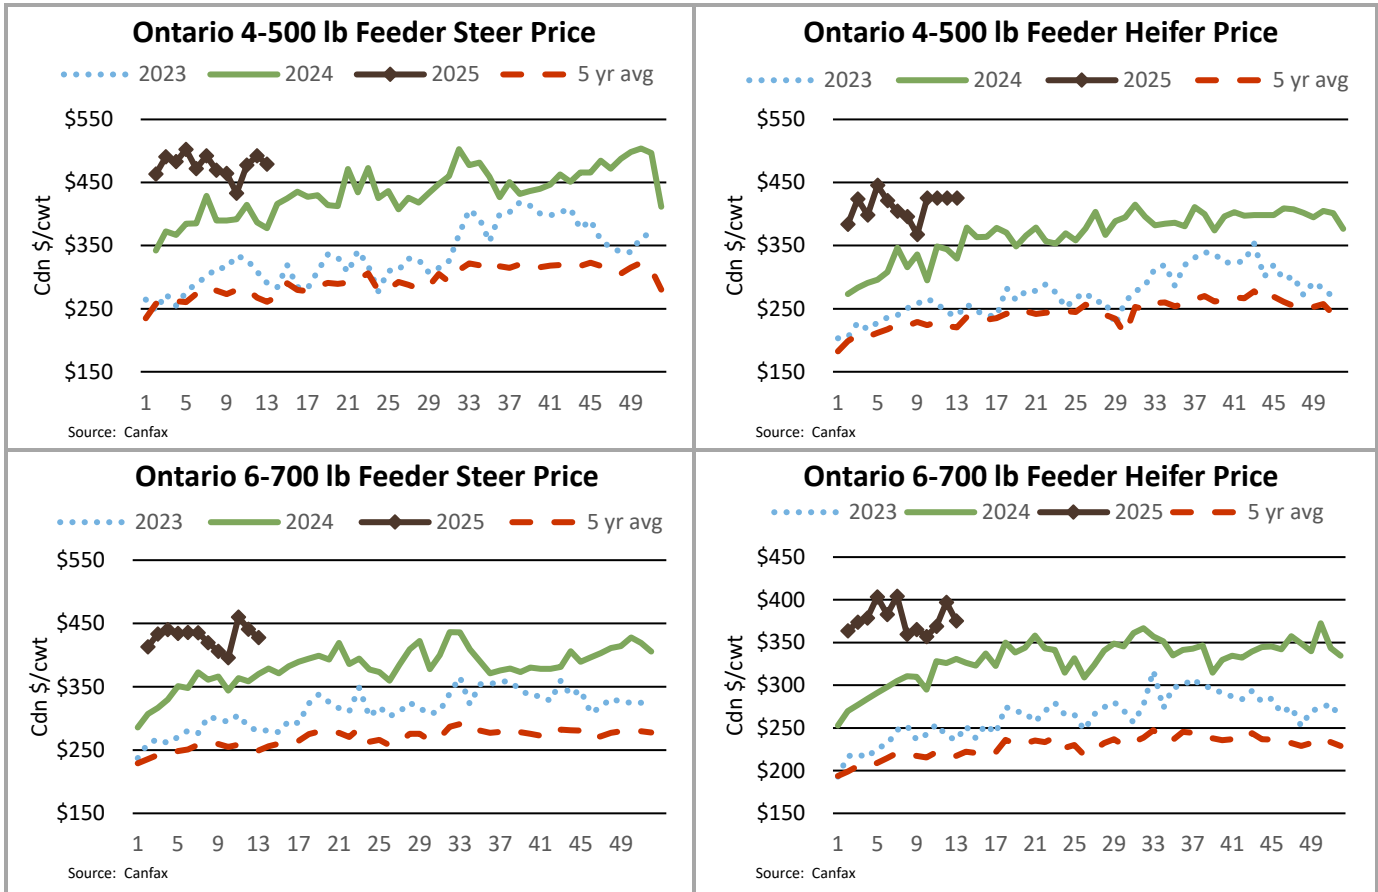 Ontario 4-500 lb Feeder Steer Price
2023 2024 2025 5 yr avg
Cdn $/cwt
$550
$450
$350
$250
$150
1 5 9 13 17 21 25 29 33 37 41 45 49
Source: Canfax
Ontario 4-500 lb Feeder Heifer Price
2023 2024 2025 5 yr avg
Cdn $/cwt
$550
$450
$350
$250
$150
1 5 9 13 17 21 25 29 33 37 41 45 49
Source: Canfax
Ontario 6-700 lb Feeder Steer Price
2023 2024 2025 5 yr avg
Cdn $/cwt
$550
$450
$350
$250
$150
1 5 9 13 17 21 25 29 33 37 41 45 49
Source: Canfax
Ontario 6-700 lb Feeder Heifer Price
2023 2024 2025 5 yr avg
Cdn $/cwt
$450
$400
$350
$300
$250
$200
$150
1 5 9 13 17 21 25 29 33 37 41 45 49
Source: Canfax